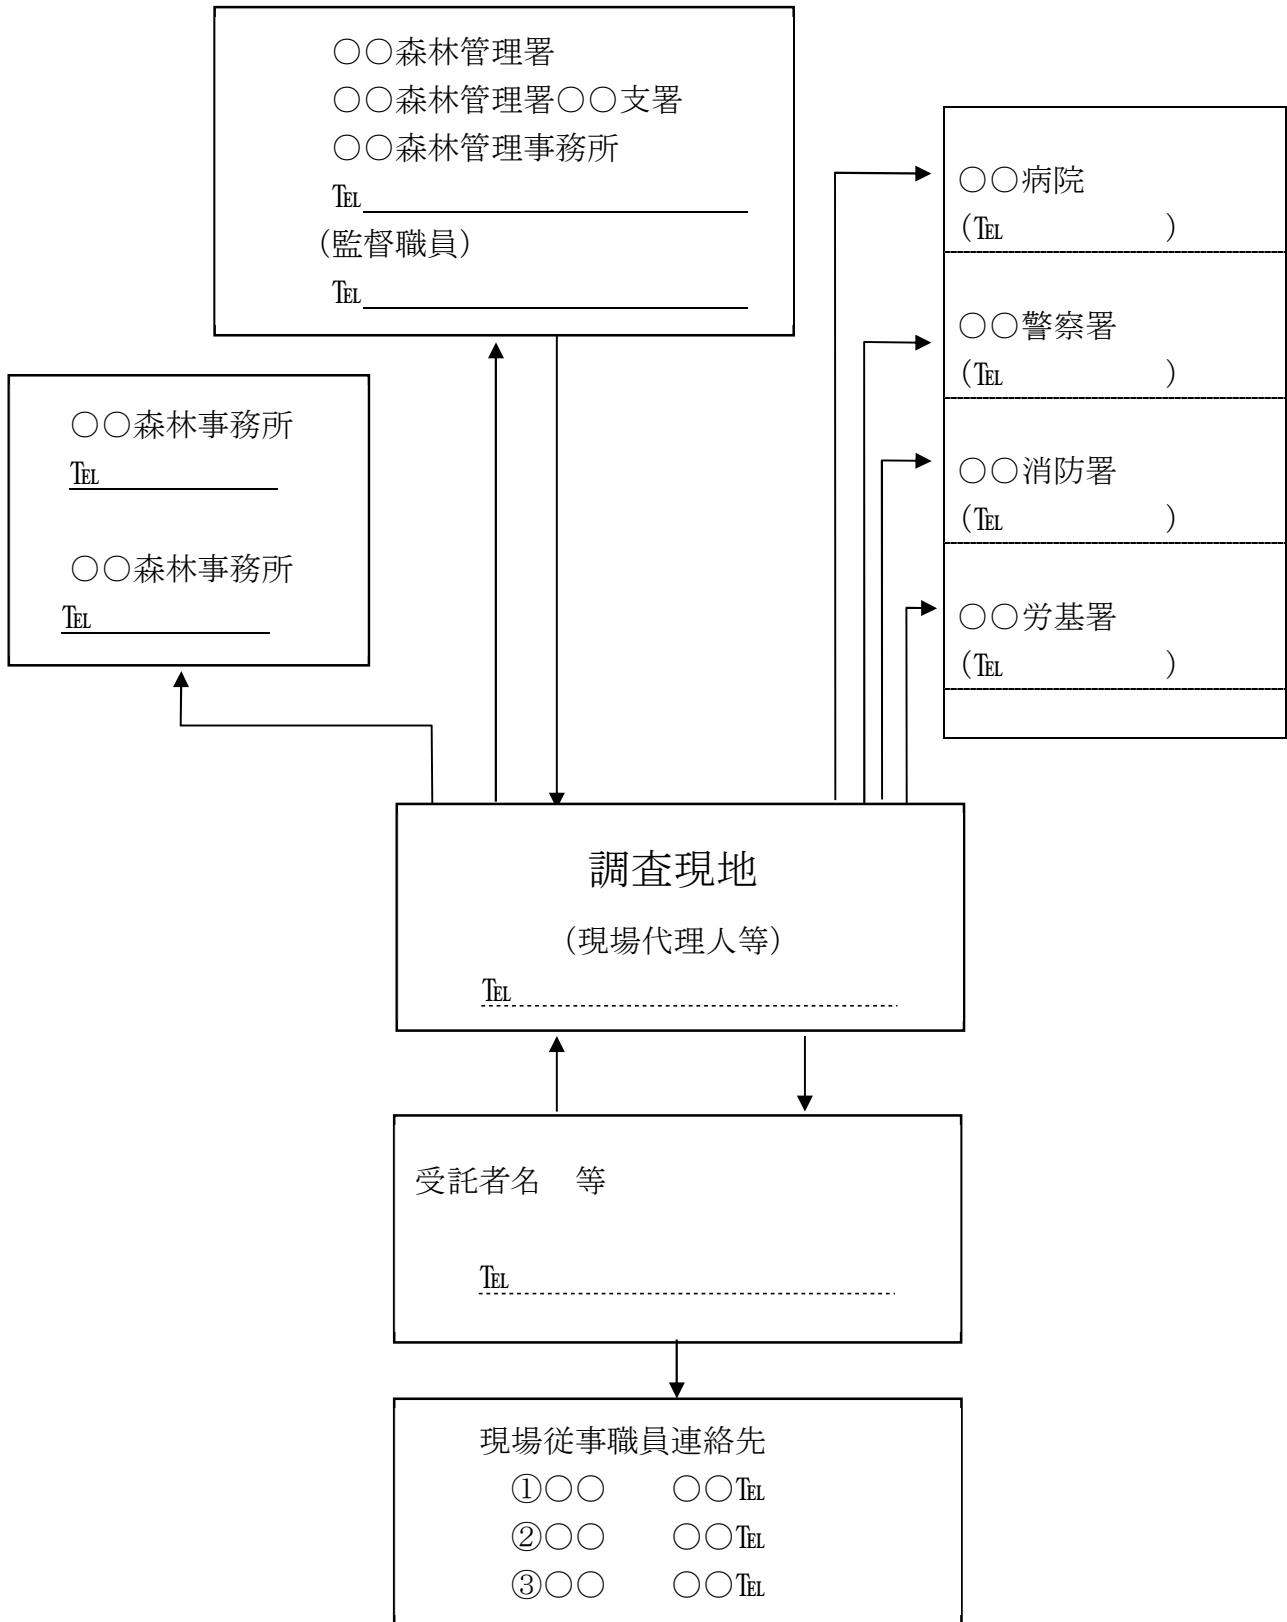 ○○森林管理署
○○森林管理署○○支署
○○森林管理事務所
℡
（監督職員）
℡
○○森林事務所
℡
○○森林事務所
℡
○○病院
（℡　　　　　）
○○警察署
（℡　　　　　）
○○消防署
（℡　　　　　）
○○労基署
（℡　　　　　）
調査現地
（現場代理人等）
℡
受託者名　等
℡
現場従事職員連絡先
①○○　　○○℡
②○○　　○○℡
③○○　　○○℡